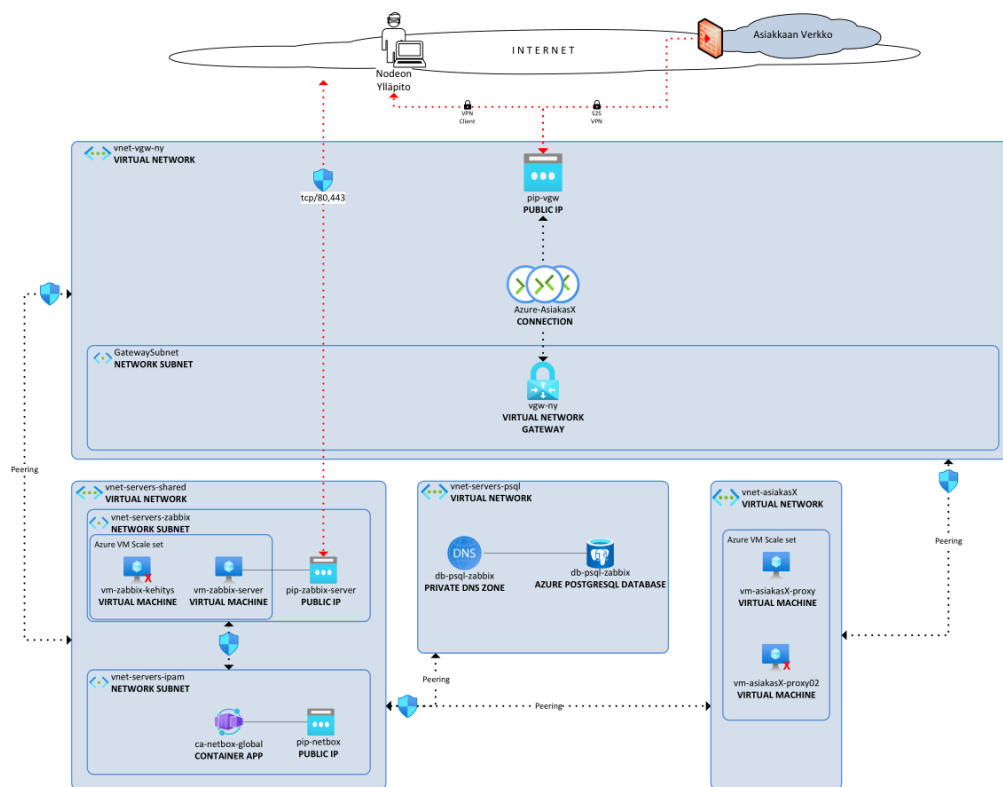 INTERNET
Asiakkaan Verkko
Nodeon
Ylläpito
VPN
Client
S2S
VPN
vnet-vgw-ny
VIRTUAL NETWORK
tcp/80,443
pip-vgw
PUBLIC IP
Azure-AsiakasX
CONNECTION
GatewaySubnet
NETWORK SUBNET
vgw-ny
VIRTUAL NETWORK
GATEWAY
Peering
Peering
vnet-servers-shared
VIRTUAL NETWORK
vnet-servers-zabbix
NETWORK SUBNET
Azure VM Scale set
vm-zabbix-kehitys
VIRTUAL MACHINE
vm-zabbix-server
VIRTUAL MACHINE
pip-zabbix-server
PUBLIC IP
vnet-servers-ipam
NETWORK SUBNET
ca-netbox-global
CONTAINER APP
pip-netbox
PUBLIC IP
vnet-servers-psql
VIRTUAL NETWORK
DNS
db-psql-zabbix
PRIVATE DNS ZONE
db-psql-zabbix
AZURE POSTGRESQL DATABASE
Peering
Peering
vnet-asiakasX
VIRTUAL NETWORK
Azure VM Scale set
vm-asiakasX-proxy
VIRTUAL MACHINE
X
vm-asiakasX-proxy02
VIRTUAL MACHINE
X